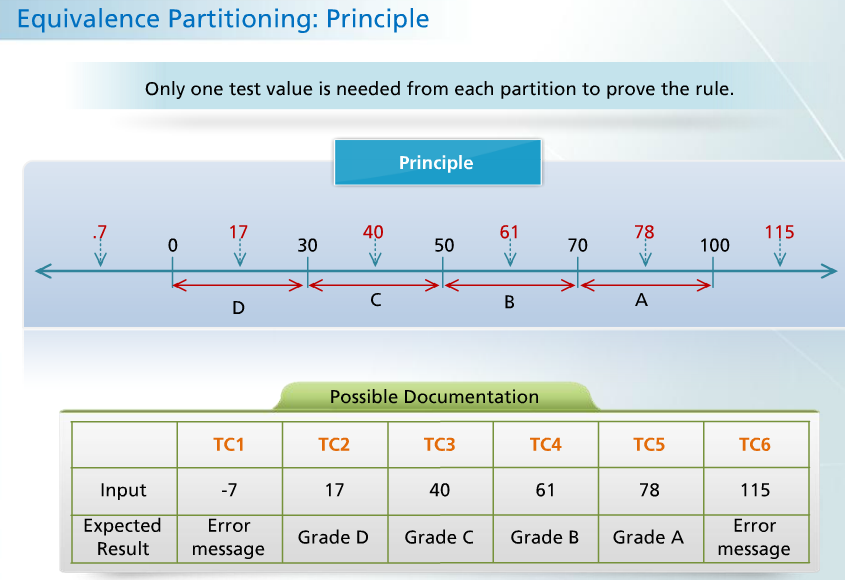 Equivalence Partitioning: Principle
Only one test value is needed from each partition to prove the rule.
Principle
.7 17 40 61 78 115
0 30 50 70 100
D C B A
Possible Documentation
TC1 TC2 TC3 TC4 TC5 TC6
Input -7 17 40 61 78 115
Expected Result Error message Grade D Grade C Grade B Grade A Error message